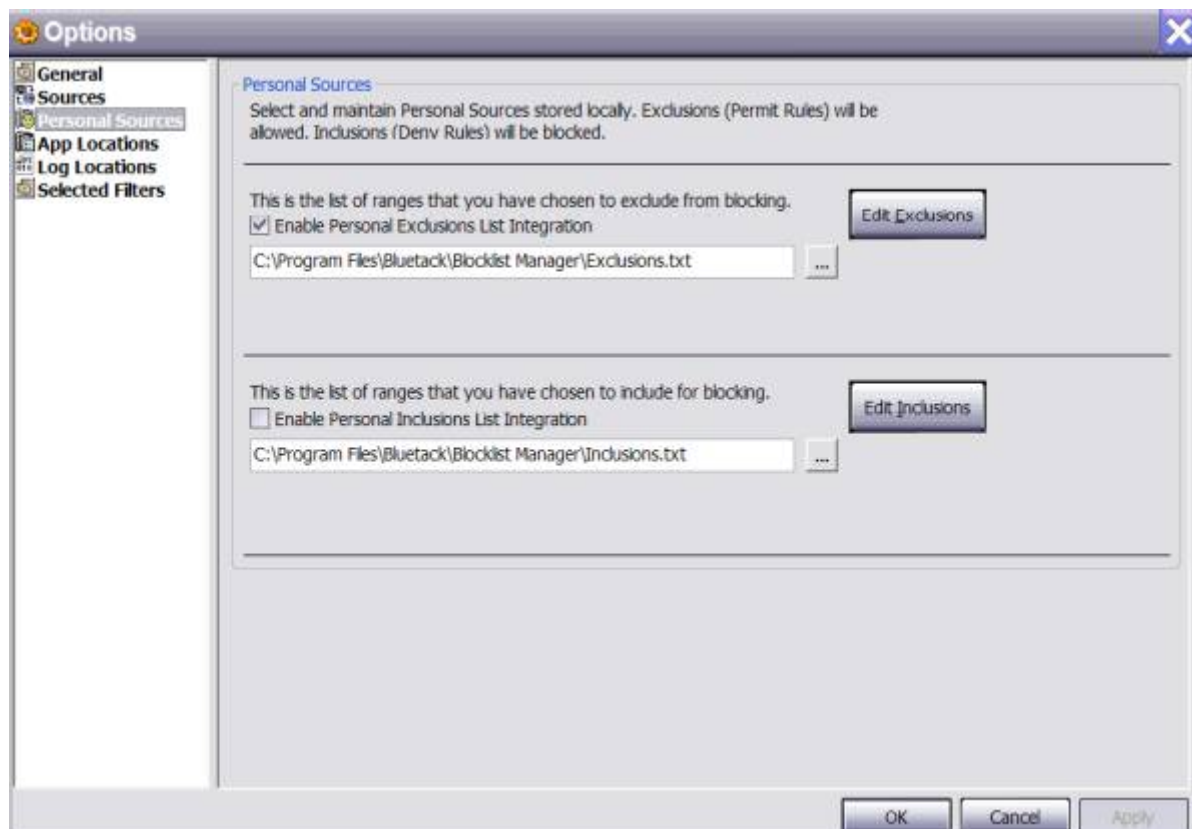 Options
General
Sources
Personal Sources
App Locations
Log Locations
Selected Filters
Personal Sources
Select and maintain Personal Sources stored locally. Exclusions (Permit Rules) will be
allowed. Inclusions (Deny Rules) will be blocked.
This is the list of ranges that you have chosen to exclude from blocking.
Enable Personal Exclusions List Integration
Edit Exclusions
C:\Program Files\Bluetack\Blocklist Manager\Exclusions.txt
...
This is the list of ranges that you have chosen to include for blocking.
Enable Personal Inclusions List Integration
Edit Inclusions
C:\Program Files\Bluetack\Blocklist Manager\Inclusions.txt
...
OK
Cancel
Apply